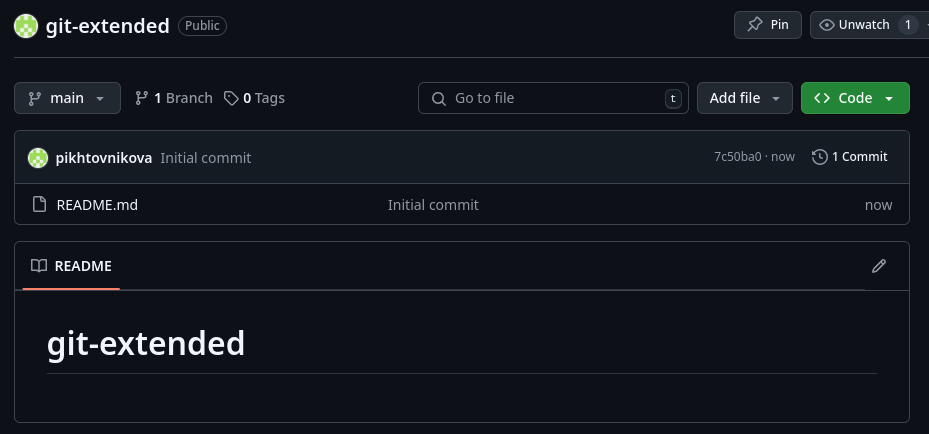 git-extended Public Pin Unwatch 1
main 1 Branch 0 Tags Go to file t Add file Code
pikhtovnikova Initial commit 7c50ba0 · now 1 Commit
README.md Initial commit now
README
git-extended